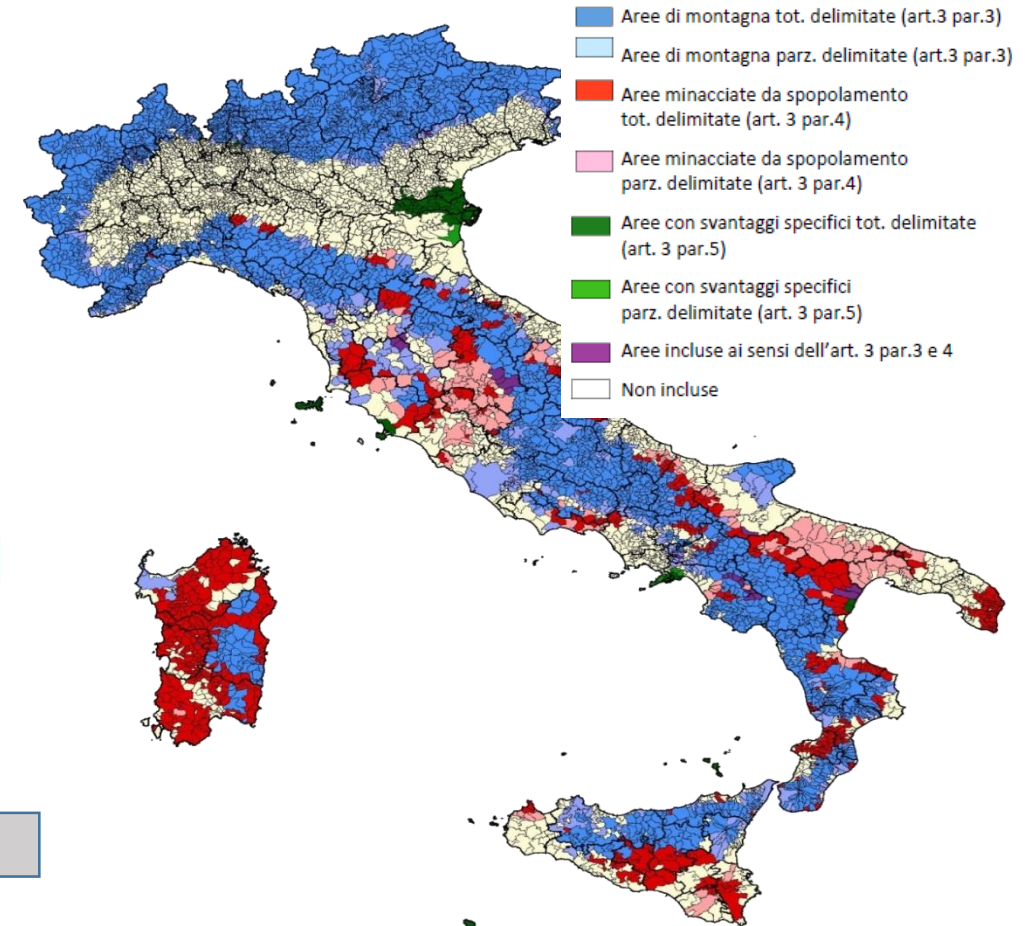 Aree di montagna tot. delimitate (art.3 par.3)
Aree di montagna parz. delimitate (art.3 par.3)
Aree minacciate da spopolamento
tot. delimitate (art. 3 par.4)
Aree minacciate da spopolamento
parz. delimitate (art. 3 par.4)
Aree con svantaggi specifici tot. delimitate
(art. 3 par.5)
Aree con svantaggi specifici
parz. delimitate (art. 3 par.5)
Aree incluse ai sensi dell’art. 3 par.3 e 4
Non incluse